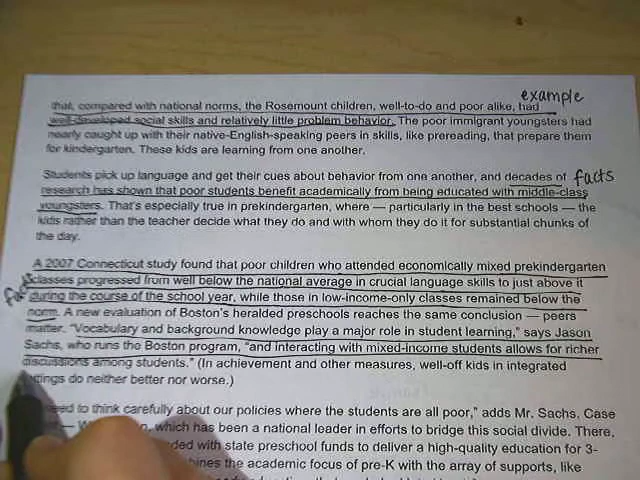 example
that, compared with national norms, the Rosemount children, well-to-do and poor alike, had
well-developed social skills and relatively little problem behavior. The poor immigrant youngsters had
nearly caught up with their native-English-speaking peers in skills, like prereading, that prepare them
for kindergarten. These kids are learning from one another.
Students pick up language and get their cues about behavior from one another, and decades of facts
research has shown that poor students benefit academically from being educated with middle-class
youngsters. That's especially true in prekindergarten, where — particularly in the best schools — the
kids rather than the teacher decide what they do and with whom they do it for substantial chunks of
the day.
A 2007 Connecticut study found that poor children who attended economically mixed prekindergarten
classes progressed from well below the national average in crucial language skills to just above it
during the course of the school year, while those in low-income-only classes remained below the
norm. A new evaluation of Boston's heralded preschools reaches the same conclusion — peers
matter. "Vocabulary and background knowledge play a major role in student learning," says Jason
Sachs, who runs the Boston program, "and interacting with mixed-income students allows for richer
discussions among students." (In achievement and other measures, well-off kids in integrated
do neither better nor worse.)
to think carefully about our policies where the students are all poor," adds Mr. Sachs. Case
which has been a national leader in efforts to bridge this social divide. There,
with state preschool funds to deliver a high-quality education for 3-
the academic focus of pre-K with the array of supports, like